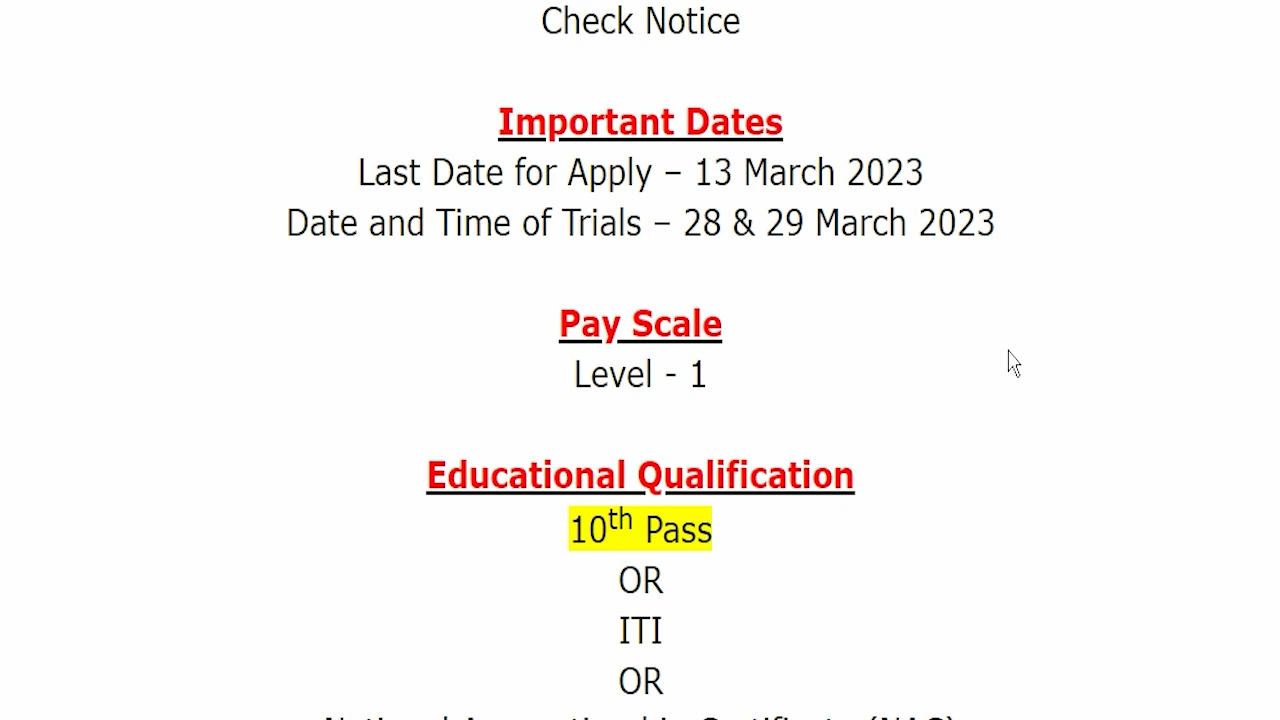 Check Notice
Important Dates
Last Date for Apply – 13 March 2023
Date and Time of Trials – 28 & 29 March 2023
Pay Scale
Level - 1
Educational Qualification
10th Pass
OR
ITI
OR